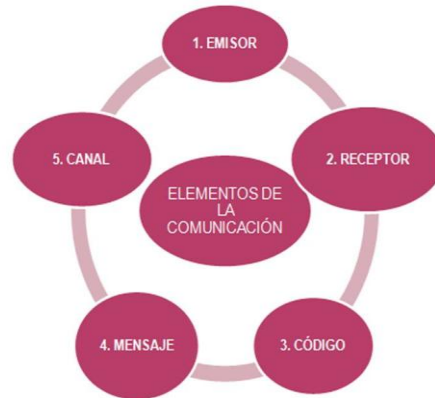 1. EMISOR
2. RECEPTOR
3. CÓDIGO
4. MENSAJE
5. CANAL
ELEMENTOS DE
LA
COMUNICACIÓN